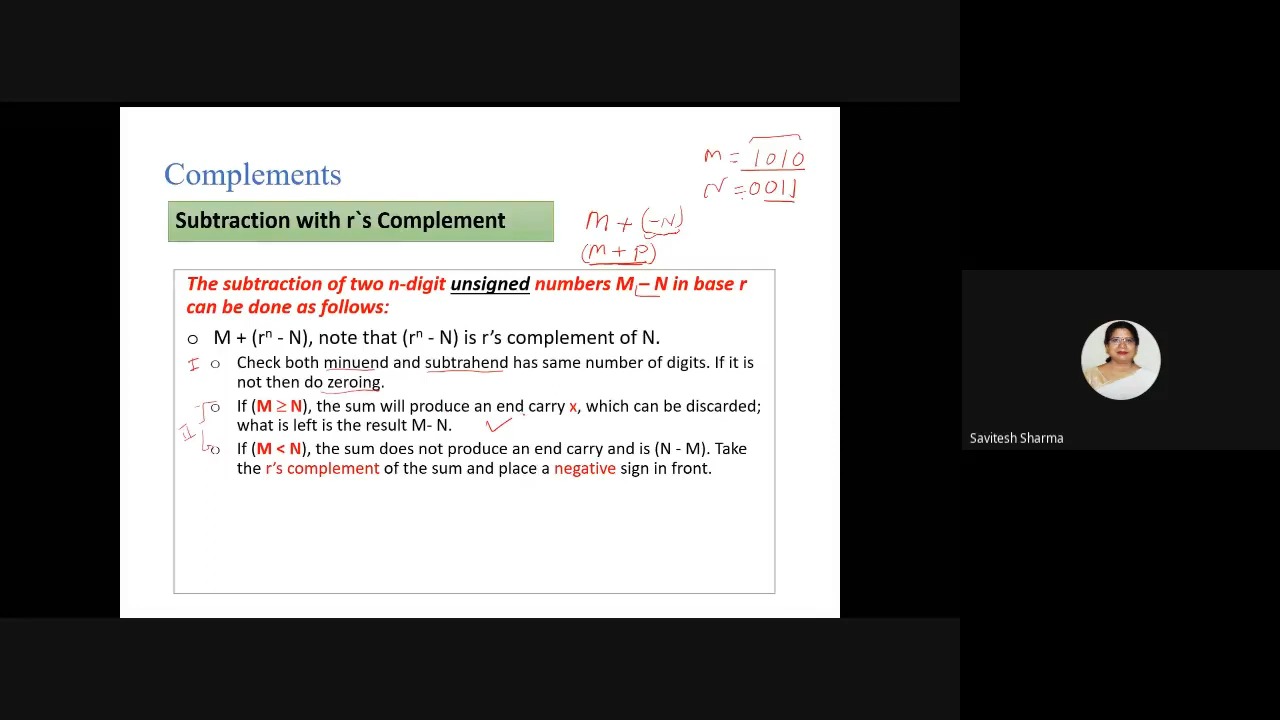 M = 1010
Complements
N = 0011
Subtraction with r`s Complement
M + (-N)
(M + P)
The subtraction of two n-digit unsigned numbers M – N in base r
can be done as follows:
o M + (rⁿ - N), note that (rⁿ - N) is r’s complement of N.
I o Check both minuend and subtrahend has same number of digits. If it is
not then do zeroing.
o If (M ≥ N), the sum will produce an end carry x, which can be discarded;
what is left is the result M- N.
II
o If (M < N), the sum does not produce an end carry and is (N - M). Take
the r’s complement of the sum and place a negative sign in front.
Savitesh Sharma